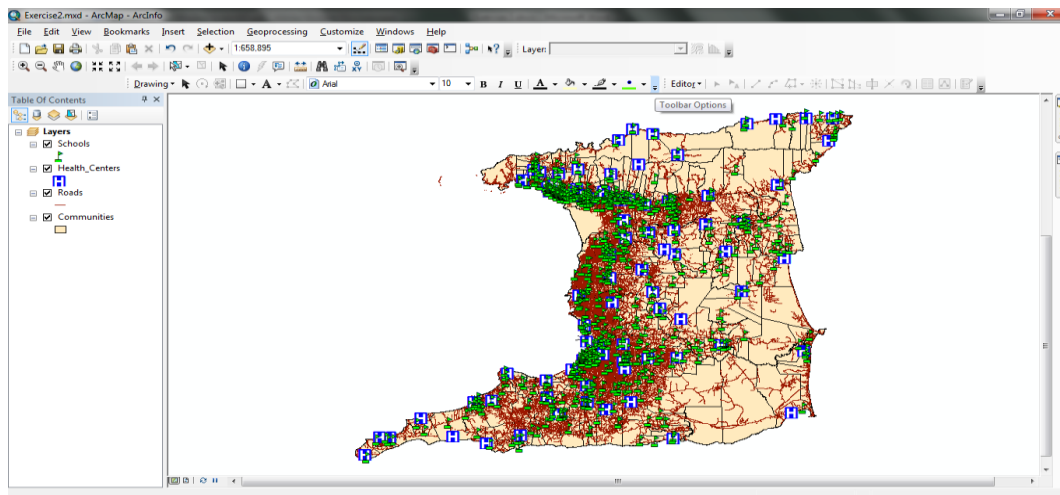 Exercise2.mxd - ArcMap - ArcInfo
File Edit View Bookmarks Insert Selection Geoprocessing Customize Windows Help
1:658.895 Layer:
Drawing A Arial 10 B I U A Editor
Table Of Contents
Toolbar Options
Layers
Schools
Health_Centers
H
Roads
Communities